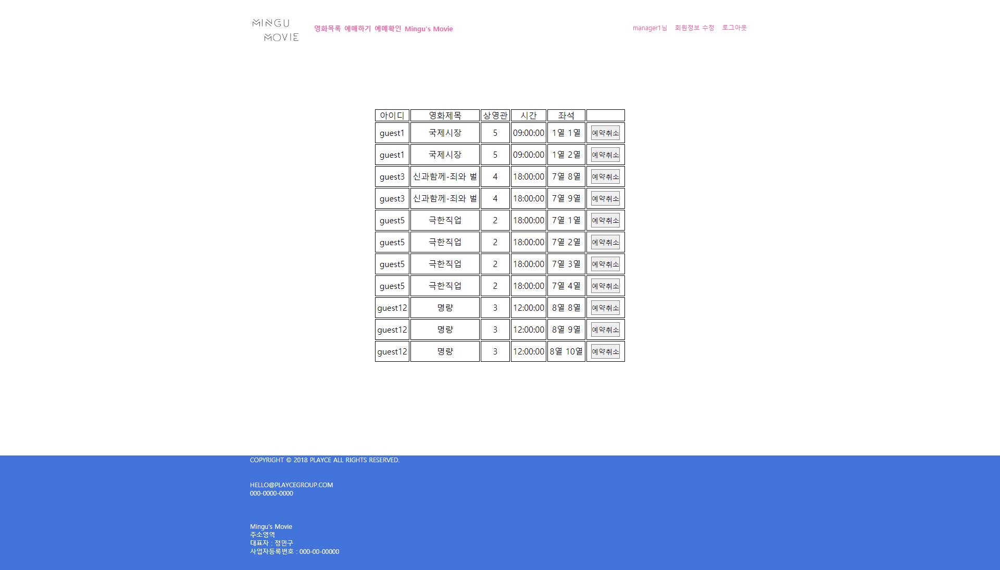 MINGU
MOVIE
영화목록 예매하기 예메확인 Mingu's Movie
manager1님 회원정보 수정 로그아웃
아이디 영화제목 상영관 시간 좌석
guest1 국제시장 5 09:00:00 1열 1열 예약취소
guest1 국제시장 5 09:00:00 1열 2열 예약취소
guest3 신과함께-죄와 벌 4 18:00:00 7열 8열 예약취소
guest3 신과함께-죄와 벌 4 18:00:00 7열 9열 예약취소
guest5 극한직업 2 18:00:00 7열 1열 예약취소
guest5 극한직업 2 18:00:00 7열 2열 예약취소
guest5 극한직업 2 18:00:00 7열 3열 예약취소
guest5 극한직업 2 18:00:00 7열 4열 예약취소
guest12 명량 3 12:00:00 8열 8열 예약취소
guest12 명량 3 12:00:00 8열 9열 예약취소
guest12 명량 3 12:00:00 8열 10열 예약취소
COPYRIGHT © 2018 PLAYCE ALL RIGHTS RESERVED.
HELLO@PLAYCEGROUP.COM
000-0000-0000
Mingu's Movie
주소영역
대표자 : 정민구
사업자등록번호 : 000-00-00000